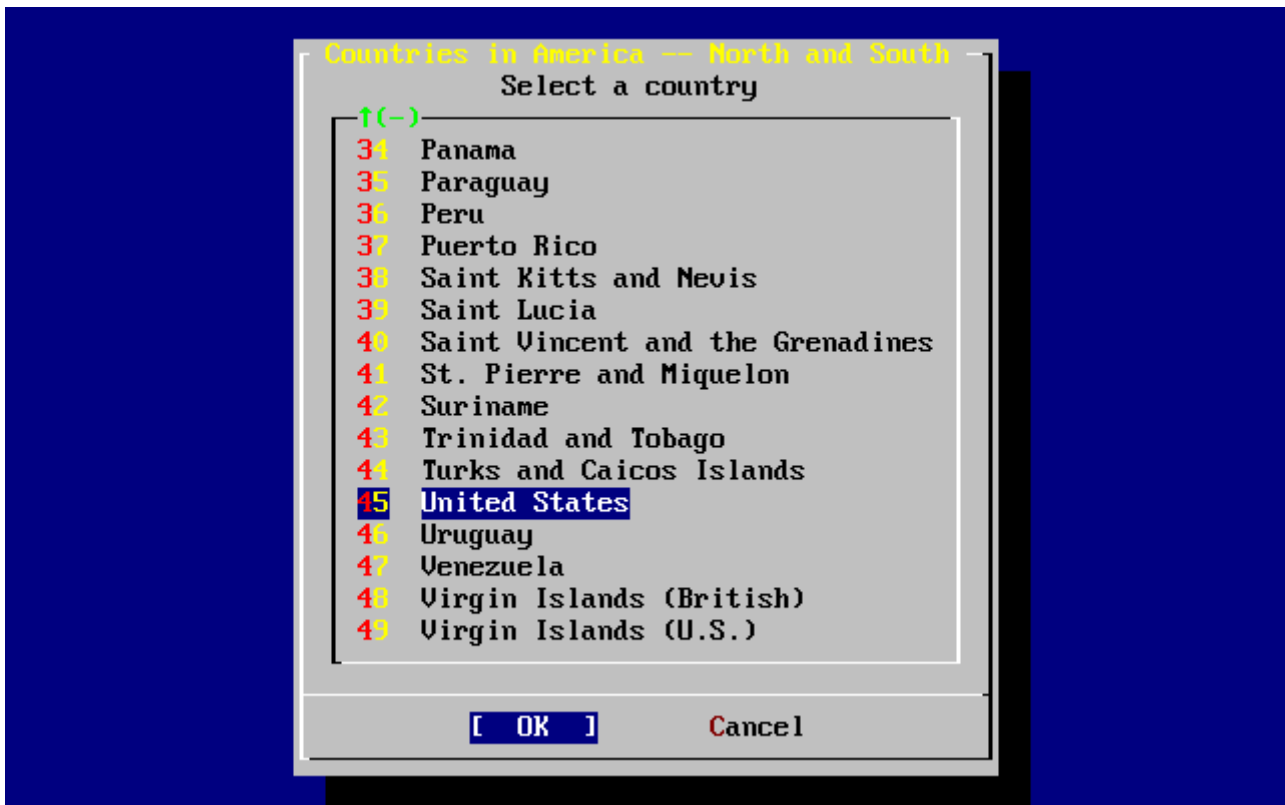 Countries in America -- North and South
Select a country
↑(-)
34 Panama
35 Paraguay
36 Peru
37 Puerto Rico
38 Saint Kitts and Nevis
39 Saint Lucia
40 Saint Vincent and the Grenadines
41 St. Pierre and Miquelon
42 Suriname
43 Trinidad and Tobago
44 Turks and Caicos Islands
45 United States
46 Uruguay
47 Venezuela
48 Virgin Islands (British)
49 Virgin Islands (U.S.)
[ OK ] Cancel